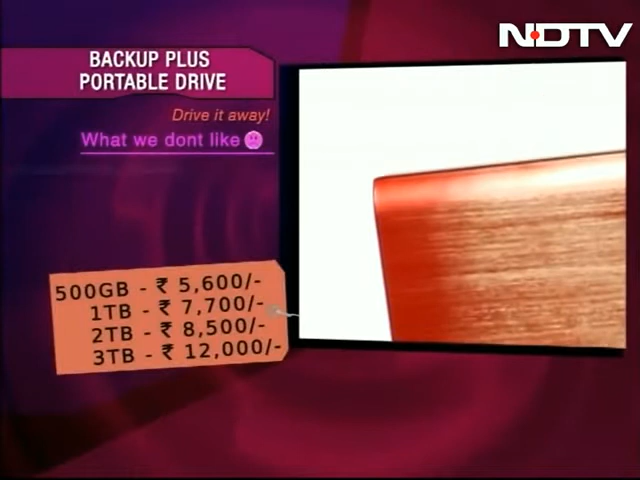 NDTV
BACKUP PLUS
PORTABLE DRIVE
Drive it away!
What we dont like
500GB - ₹ 5,600/-
1TB - ₹ 7,700/-
2TB - ₹ 8,500/-
3TB - ₹ 12,000/-